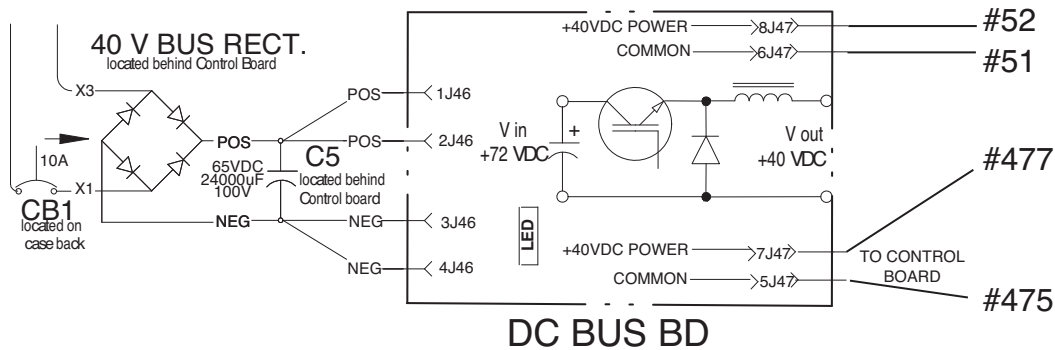 40 V BUS RECT.
located behind Control Board
X3
10A
X1
CB1
located on
case back
POS
65VDC
24000uF
100V
NEG
C5
located behind
Control board
POS
1J46
POS
2J46
NEG
3J46
NEG
4J46
+40VDC POWER
8J47
#52
COMMON
6J47
#51
V in
+
+72 VDC
V out
+40 VDC
LED
+40VDC POWER
7J47
#477
COMMON
5J47
TO CONTROL
BOARD
#475
DC BUS BD